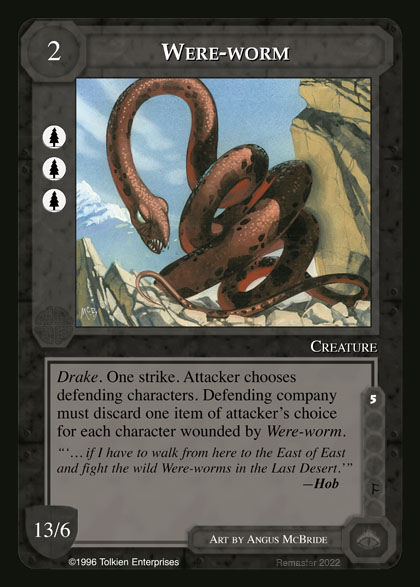 2
WERE-WORM
McB
CREATURE
Drake. One strike. Attacker chooses
defending characters. Defending company
must discard one item of attacker’s choice
for each character wounded by Were-worm.
“‘… if I have to walk from here to the East of East
and fight the wild Were-worms in the Last Desert.’”
—Hob
5
13/6
ART BY ANGUS MCBRIDE
©1996 Tolkien Enterprises
Remaster 2022